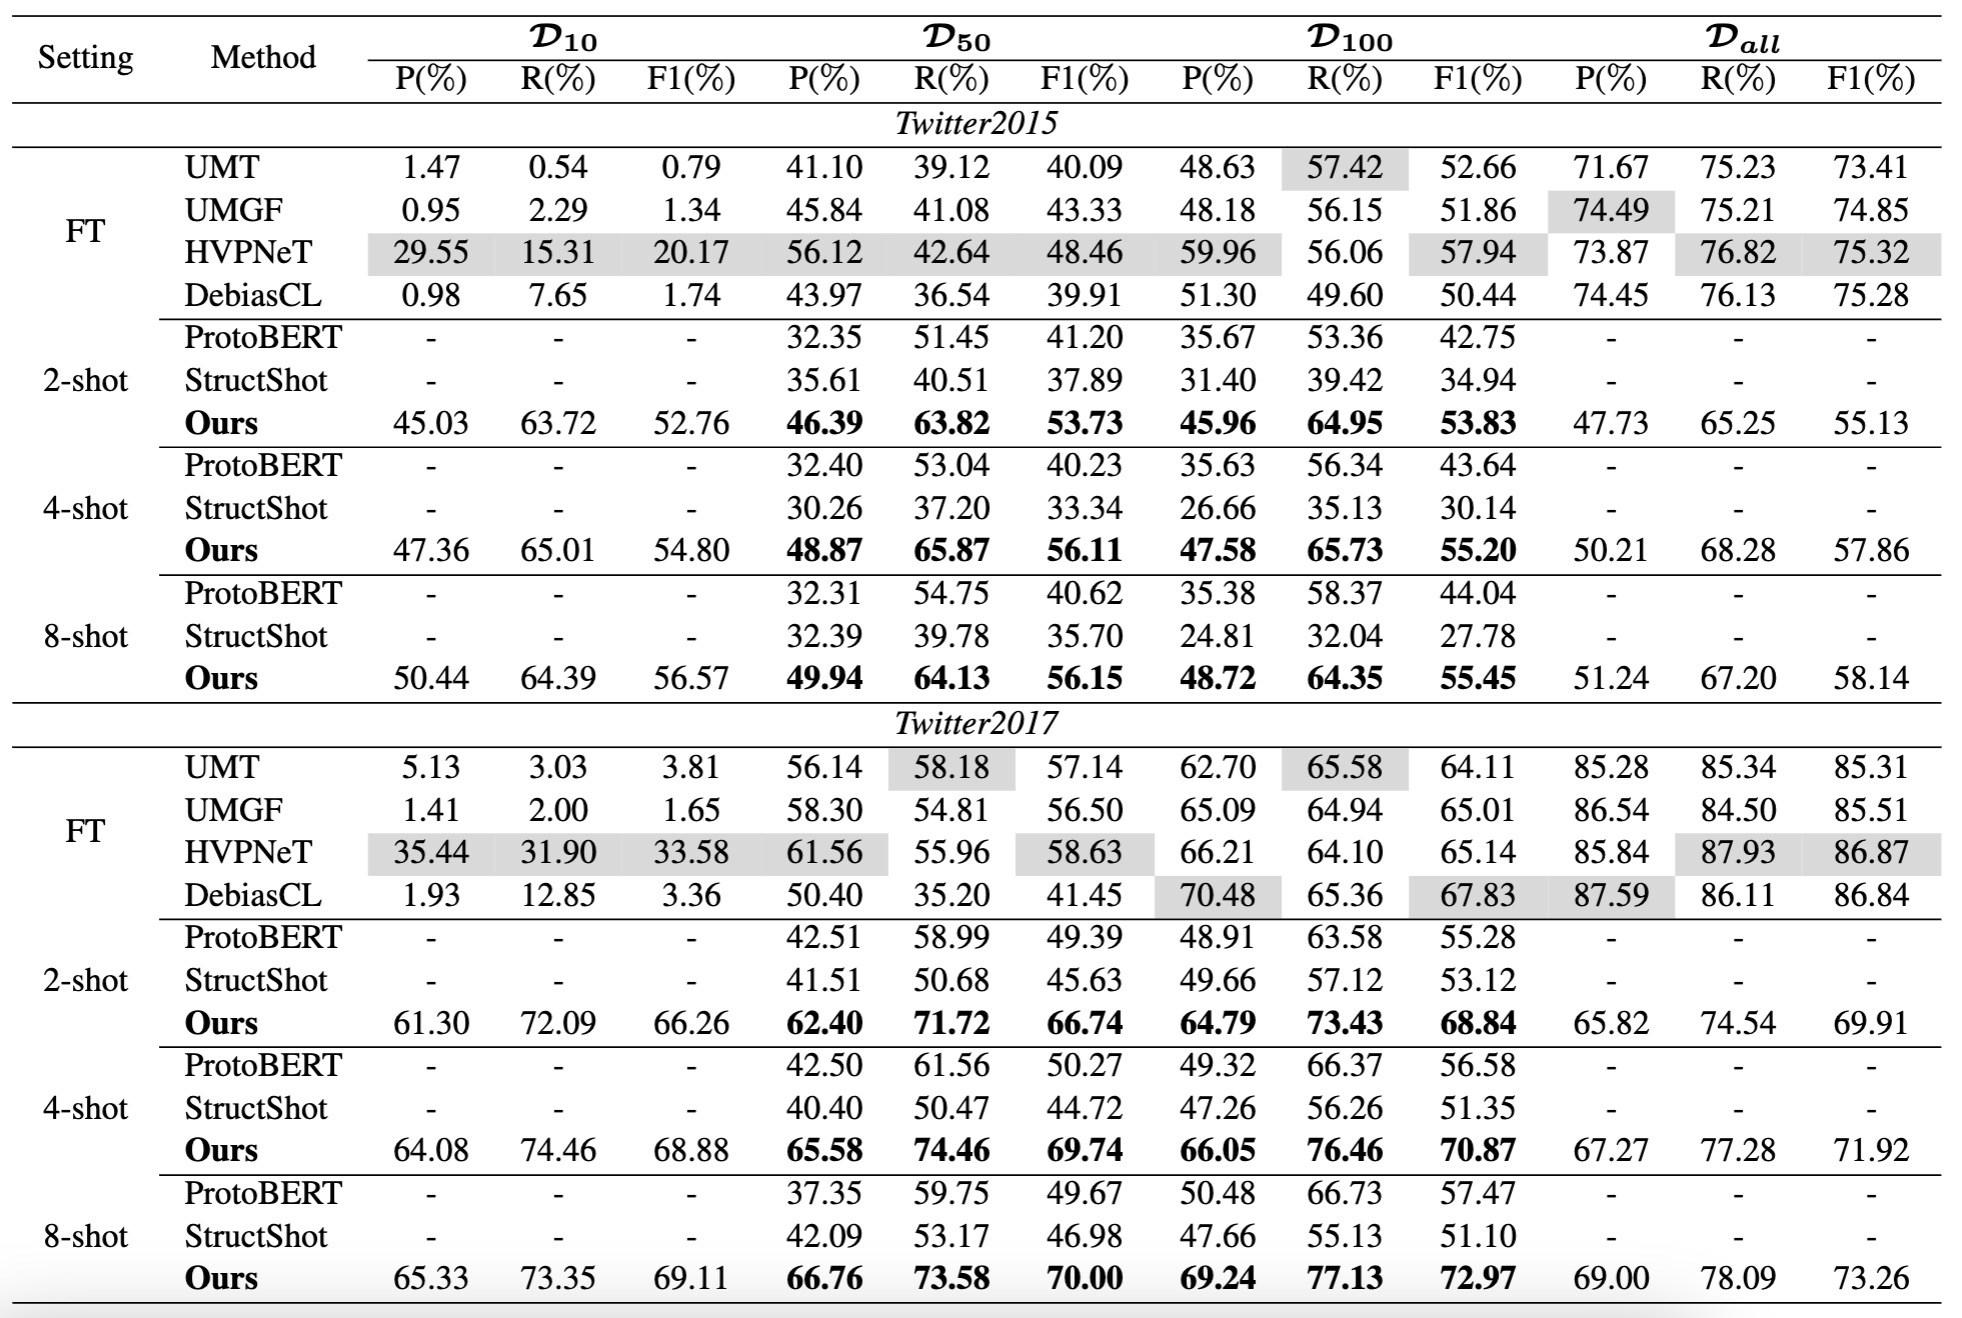 Setting Method D10 D50 D100 Dall
P(%) R(%) F1(%) P(%) R(%) F1(%) P(%) R(%) F1(%) P(%) R(%) F1(%)
Twitter2015
FT UMT 1.47 0.54 0.79 41.10 39.12 40.09 48.63 57.42 52.66 71.67 75.23 73.41
UMGF 0.95 2.29 1.34 45.84 41.08 43.33 48.18 56.15 51.86 74.49 75.21 74.85
HVPNeT 29.55 15.31 20.17 56.12 42.64 48.46 59.96 56.06 57.94 73.87 76.82 75.32
DebiasCL 0.98 7.65 1.74 43.97 36.54 39.91 51.30 49.60 50.44 74.45 76.13 75.28
ProtoBERT - - - 32.35 51.45 41.20 35.67 53.36 42.75 - - -
2-shot StructShot - - - 35.61 40.51 37.89 31.40 39.42 34.94 - - -
Ours 45.03 63.72 52.76 46.39 63.82 53.73 45.96 64.95 53.83 47.73 65.25 55.13
ProtoBERT - - - 32.40 53.04 40.23 35.63 56.34 43.64 - - -
4-shot StructShot - - - 30.26 37.20 33.34 26.66 35.13 30.14 - - -
Ours 47.36 65.01 54.80 48.87 65.87 56.11 47.58 65.73 55.20 50.21 68.28 57.86
ProtoBERT - - - 32.31 54.75 40.62 35.38 58.37 44.04 - - -
8-shot StructShot - - - 32.39 39.78 35.70 24.81 32.04 27.78 - - -
Ours 50.44 64.39 56.57 49.94 64.13 56.15 48.72 64.35 55.45 51.24 67.20 58.14
Twitter2017
FT UMT 5.13 3.03 3.81 56.14 58.18 57.14 62.70 65.58 64.11 85.28 85.34 85.31
UMGF 1.41 2.00 1.65 58.30 54.81 56.50 65.09 64.94 65.01 86.54 84.50 85.51
HVPNeT 35.44 31.90 33.58 61.56 55.96 58.63 66.21 64.10 65.14 85.84 87.93 86.87
DebiasCL 1.93 12.85 3.36 50.40 35.20 41.45 70.48 65.36 67.83 87.59 86.11 86.84
ProtoBERT - - - 42.51 58.99 49.39 48.91 63.58 55.28 - - -
2-shot StructShot - - - 41.51 50.68 45.63 49.66 57.12 53.12 - - -
Ours 61.30 72.09 66.26 62.40 71.72 66.74 64.79 73.43 68.84 65.82 74.54 69.91
ProtoBERT - - - 42.50 61.56 50.27 49.32 66.37 56.58 - - -
4-shot StructShot - - - 40.40 50.47 44.72 47.26 56.26 51.35 - - -
Ours 64.08 74.46 68.88 65.58 74.46 69.74 66.05 76.46 70.87 67.27 77.28 71.92
ProtoBERT - - - 37.35 59.75 49.67 50.48 66.73 57.47 - - -
8-shot StructShot - - - 42.09 53.17 46.98 47.66 55.13 51.10 - - -
Ours 65.33 73.35 69.11 66.76 73.58 70.00 69.24 77.13 72.97 69.00 78.09 73.26